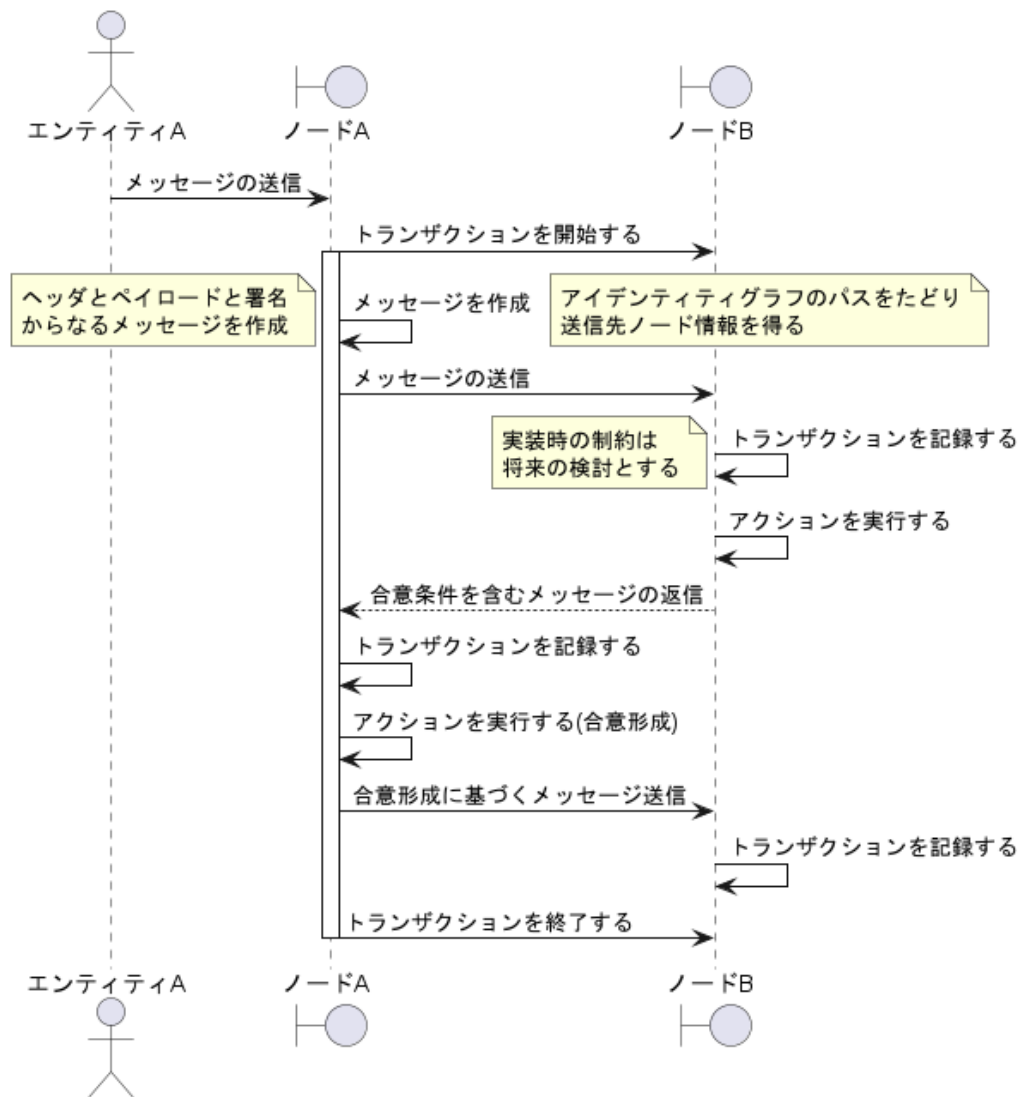 エンティティA
ノードA
ノードB
メッセージの送信
トランザクションを開始する
ヘッダとペイロードと署名
からなるメッセージを作成
メッセージを作成
アイデンティティグラフのパスをたどり
送信先ノード情報を得る
メッセージの送信
実装時の制約は
将来の検討とする
トランザクションを記録する
アクションを実行する
合意条件を含むメッセージの返信
トランザクションを記録する
アクションを実行する(合意形成)
合意形成に基づくメッセージ送信
トランザクションを記録する
トランザクションを終了する
エンティティA
ノードA
ノードB